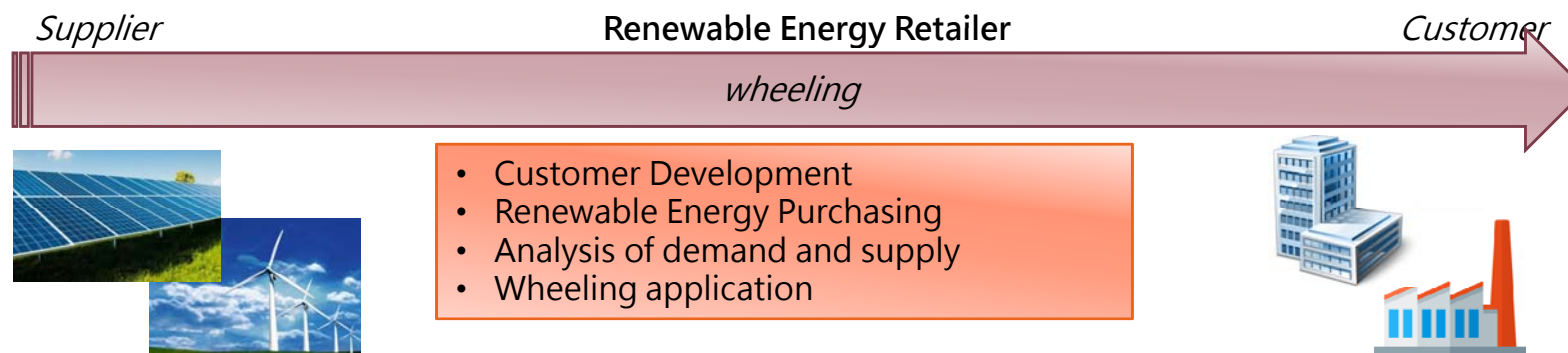 Supplier
Renewable Energy Retailer
Customer
wheeling
• Customer Development
• Renewable Energy Purchasing
• Analysis of demand and supply
• Wheeling application